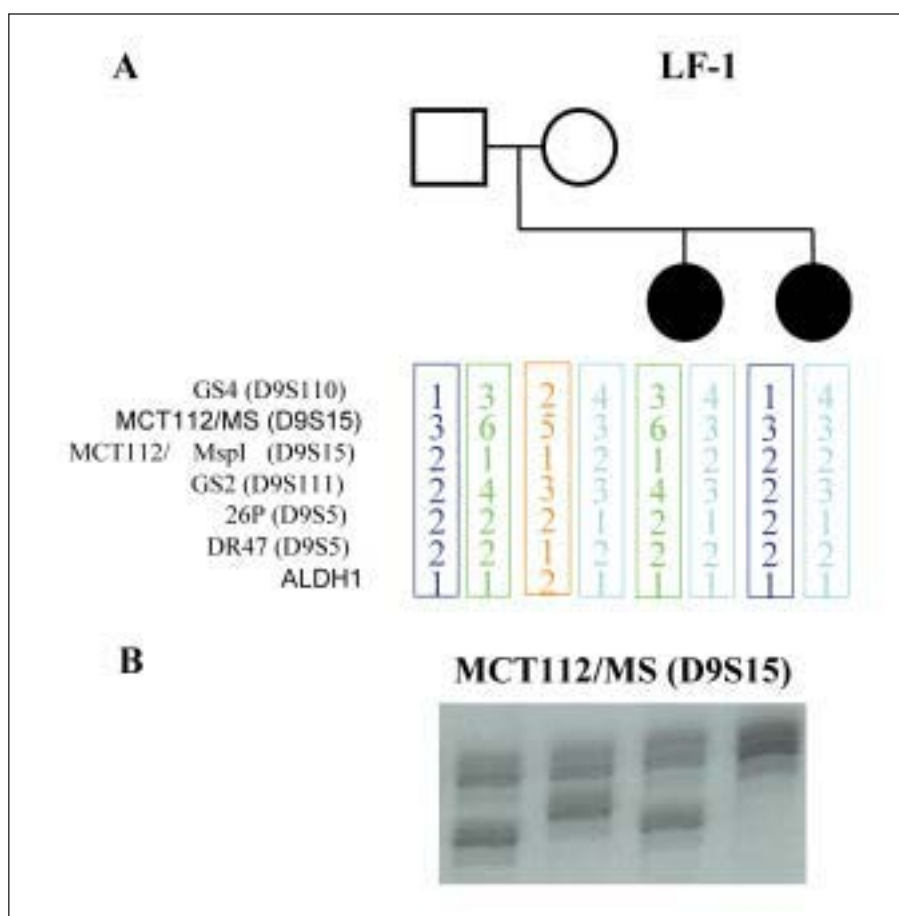 A
LF-1
GS4 (D9S110) 1 3 2 4 3 4 1 4
MCT112/MS (D9S15) 3 6 5 3 6 3 3 3
MCT112/ MspI (D9S15) 2 1 1 2 1 2 2 2
GS2 (D9S111) 2 4 3 3 4 3 2 3
26P (D9S5) 2 2 2 1 2 1 2 1
DR47 (D9S5) 2 2 1 2 2 2 2 2
ALDH1 1 1 2 1 1 1 1 1
B
MCT112/MS (D9S15)